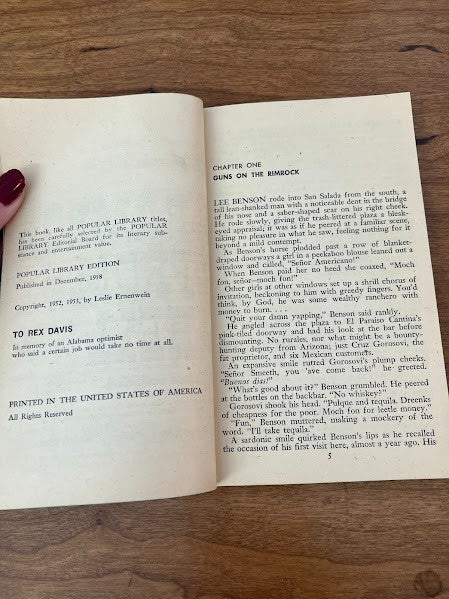 This book, like all POPULAR LIBRARY titles,
has been carefully selected by the POPULAR
LIBRARY Editorial Board for its literary sub-
stance and entertainment value.
POPULAR LIBRARY EDITION
Published in December, 1958
Copyright, 1952, 1953, by Leslie Ernenwein
TO REX DAVIS
In memory of an Alabama optimist
who said a certain job would take no time at all.
PRINTED IN THE UNITED STATES OF AMERICA
All Rights Reserved
CHAPTER ONE
GUNS ON THE RIMROCK
LEE BENSON rode into San Salada from the south, a
tall lean-shanked man with a noticeable dent in the bridge
of his nose and a saber-shaped scar on his right cheek.
He rode slowly, giving the trash-littered plaza a bleak-
eyed appraisal; it was as if he peered at a familiar scene,
taking no pleasure in what he saw, feeling nothing for it
beyond a mild contempt.
As Benson's horse plodded past a row of blanket-
draped doorways a girl in a peekaboo blouse leaned out a
window and called, "Señor Americano!"
When Benson paid her no heed she coaxed, "Moch
fon, señor—moch fon!"
Other girls at other windows set up a shrill chorus of
invitation, beckoning to him with greedy fingers. You'd
think, by God, he was some wealthy ranchero with
money to burn. . . .
"Quit your damn yapping," Benson said rankly.
He angled across the plaza to El Paraiso Cantina's
pink-tiled doorway and had his look at the bar before
dismounting. No rurales, nor what might be a bounty-
hunting deputy from Arizona; just Cruz Gorosovi, the
fat proprietor, and six Mexican customers.
An expansive smile rutted Gorosovi's plump cheeks.
"Señor Smeeth, you 'ave come back!" he greeted.
"Buenos dias!"
"What's good about it?" Benson grumbled. He peered
at the bottles on the backbar. "No whiskey?"
Gorosovi shook his head. "Pulque and tequila. Dreenks
of cheapness for the poor. Moch fon for leetle money."
"Fun," Benson muttered, making a mockery of the
word. "I'll take tequila."
A sardonic smile quirked Benson's lips as he recalled
the occasion of his first visit here, almost a year ago. His
5